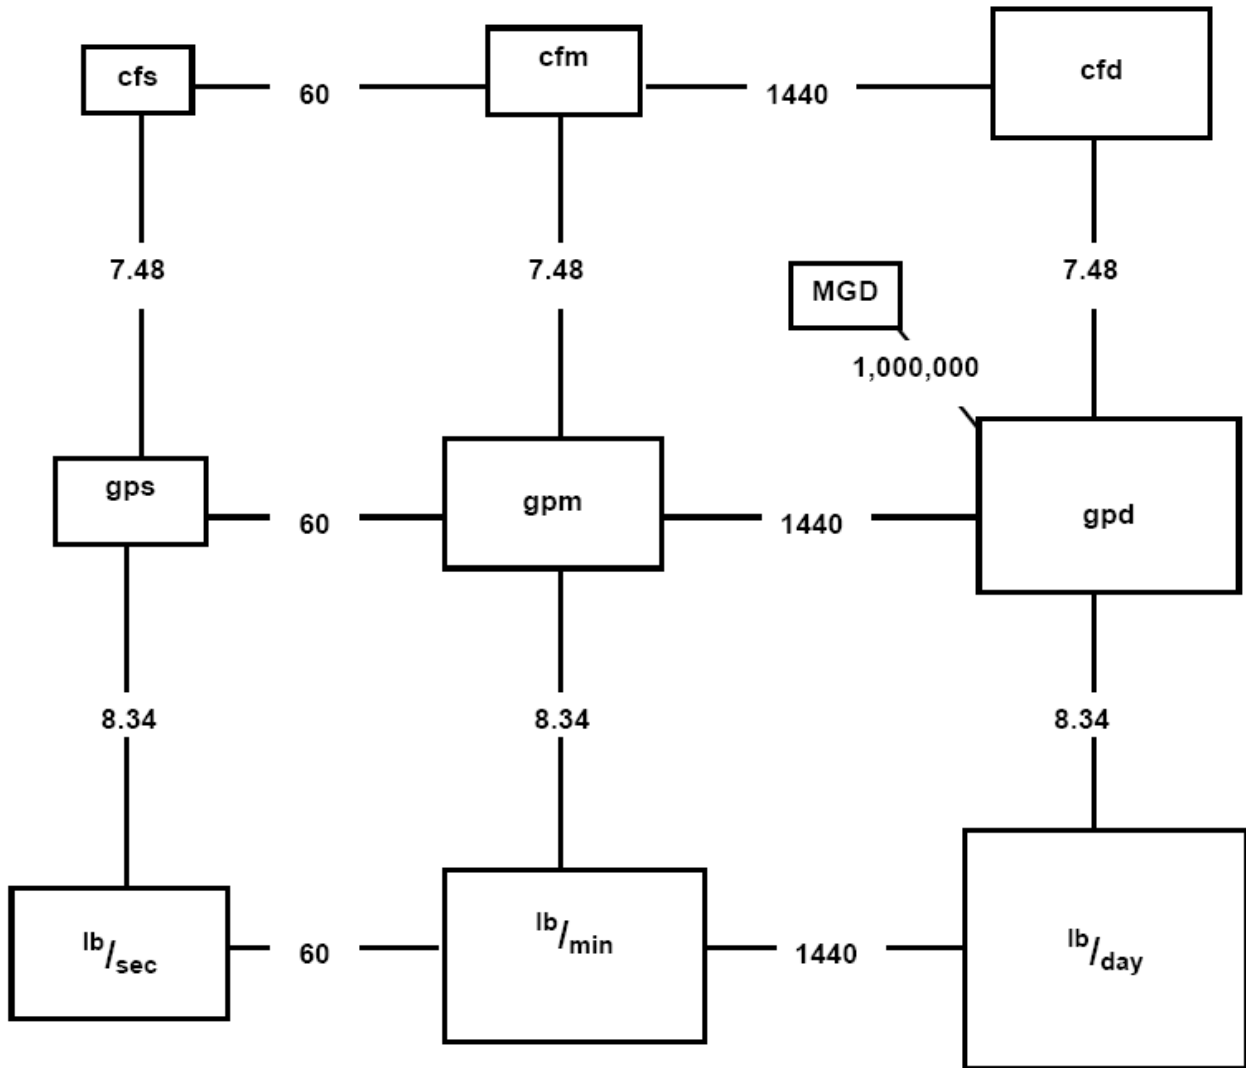 cfs
60
cfm
1440
cfd
7.48
7.48
7.48
MGD
1,000,000
gps
60
gpm
1440
gpd
8.34
8.34
8.34
lb/sec
60
lb/min
1440
lb/day